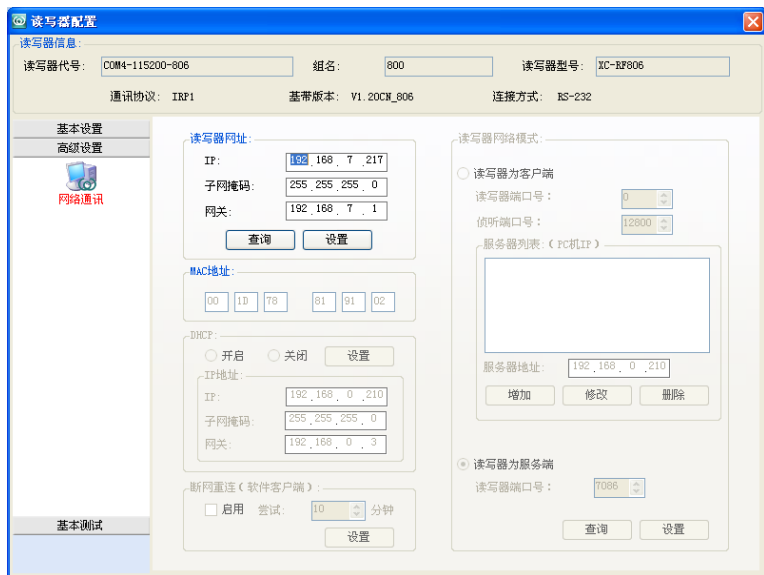 读写器配置
读写器信息:
读写器代号: COM4-115200-806 组名: 800 读写器型号: XC-RF806
通讯协议: IRP1 基带版本: V1.20CN_806 连接方式: RS-232
基本设置
高级设置
网络通讯
基本测试
读写器网址:
IP: 192.168.7.217
子网掩码: 255.255.255.0
网关: 192.168.7.1
查询 设置
MAC地址:
00 1D 78 81 91 02
DHCP:
开启 关闭 设置
IP地址:
IP: 192.168.0.210
子网掩码: 255.255.255.0
网关: 192.168.0.3
断网重连(软件客户端):
启用 尝试: 10 分钟
设置
读写器网络模式:
读写器为客户端
读写器端口号: 0
侦听端口号: 12800
服务器列表:(PC机IP)
服务器地址: 192.168.0.210
增加 修改 删除
读写器为服务端
读写器端口号: 7086
查询 设置